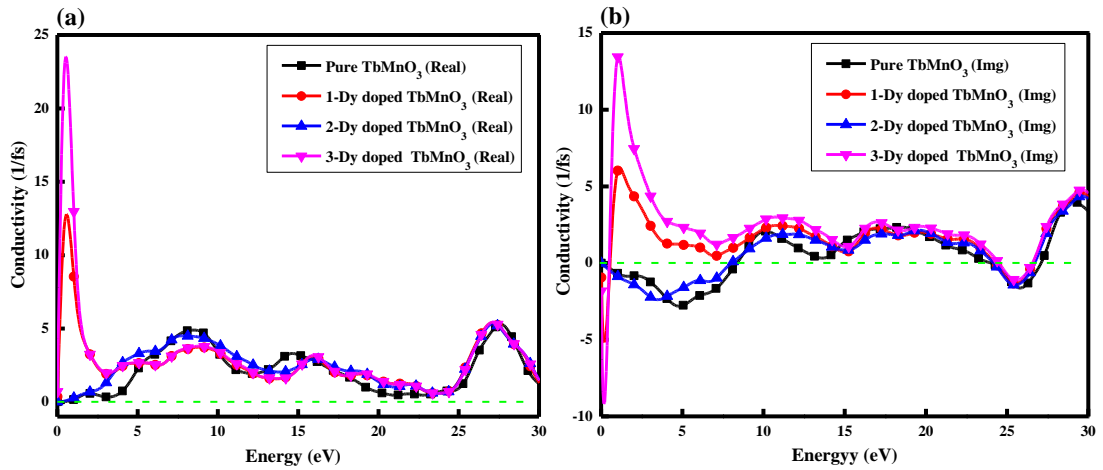 (a)
Pure TbMnO3 (Real)
1-Dy doped TbMnO3 (Real)
2-Dy doped TbMnO3 (Real)
3-Dy doped TbMnO3 (Real)
Conductivity (1/fs)
25
20
15
10
5
0
0 5 10 15 20 25 30
Energy (eV)
(b)
Pure TbMnO3 (Img)
1-Dy doped TbMnO3 (Img)
2-Dy doped TbMnO3 (Img)
3-Dy doped TbMnO3 (Img)
Conductivity (1/fs)
15
10
5
0
-5
-10
0 5 10 15 20 25 30
Energyy (eV)